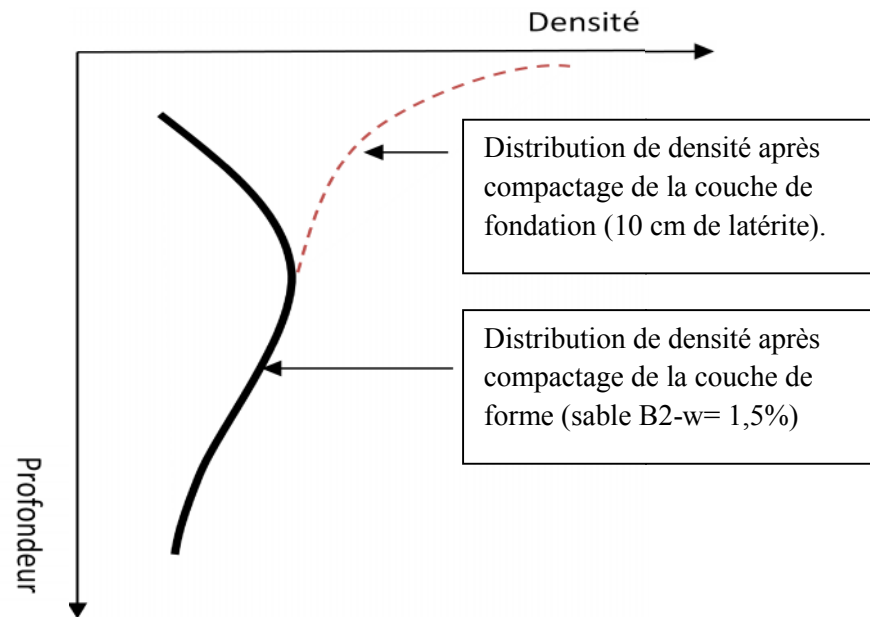 Densité
Distribution de densité après
compactage de la couche de
fondation (10 cm de latérite).
Distribution de densité après
compactage de la couche de
forme (sable B2-w= 1,5%)
Profondeur